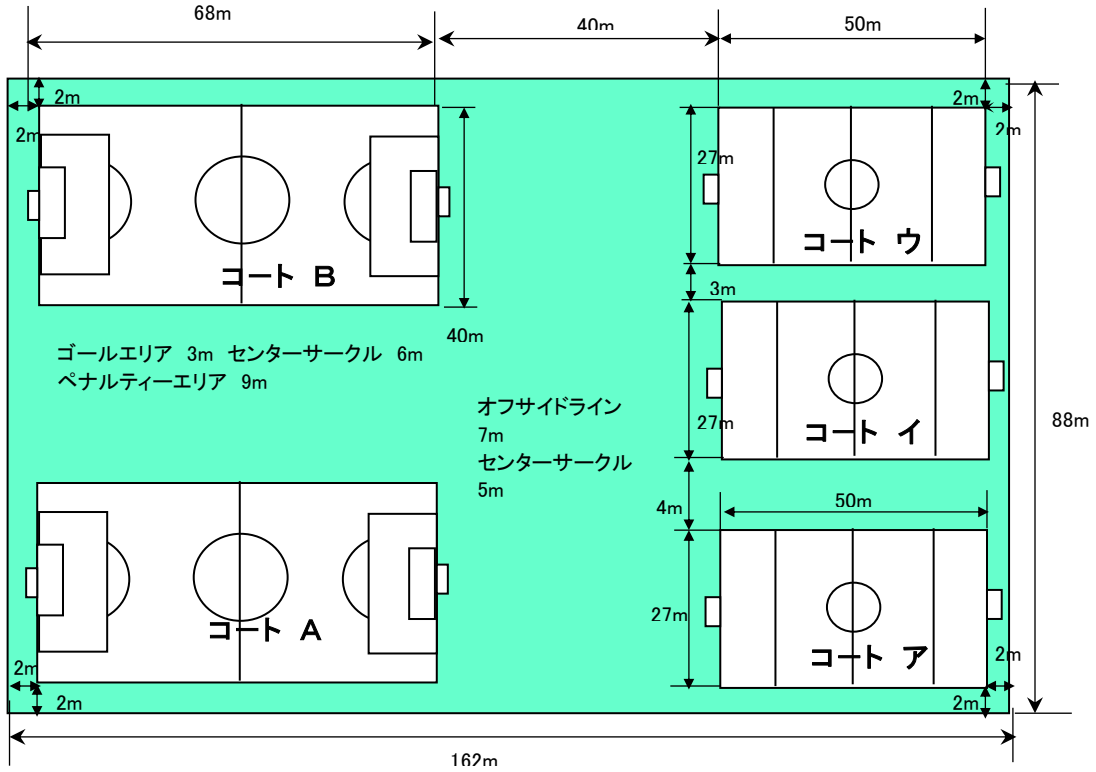 68m
40m
50m
2m
2m
2m
2m
27m
コート ウ
コート B
3m
40m
ゴールエリア 3m センターサークル 6m
ペナルティーエリア 9m
オフサイドライン
7m
センターサークル
5m
27m
コート イ
88m
4m
50m
27m
コート A
コート ア
2m
2m
2m
2m
162m